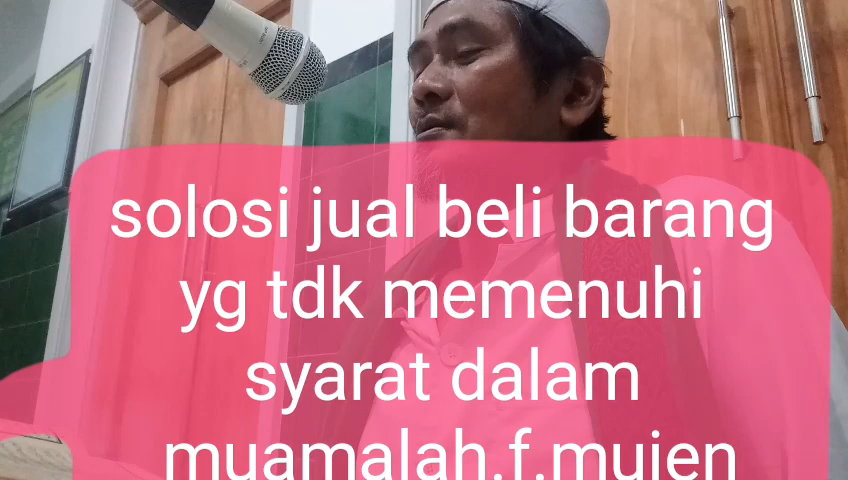 solosi jual beli barang
yg tdk memenuhi
syarat dalam
muamalah.f.mujen